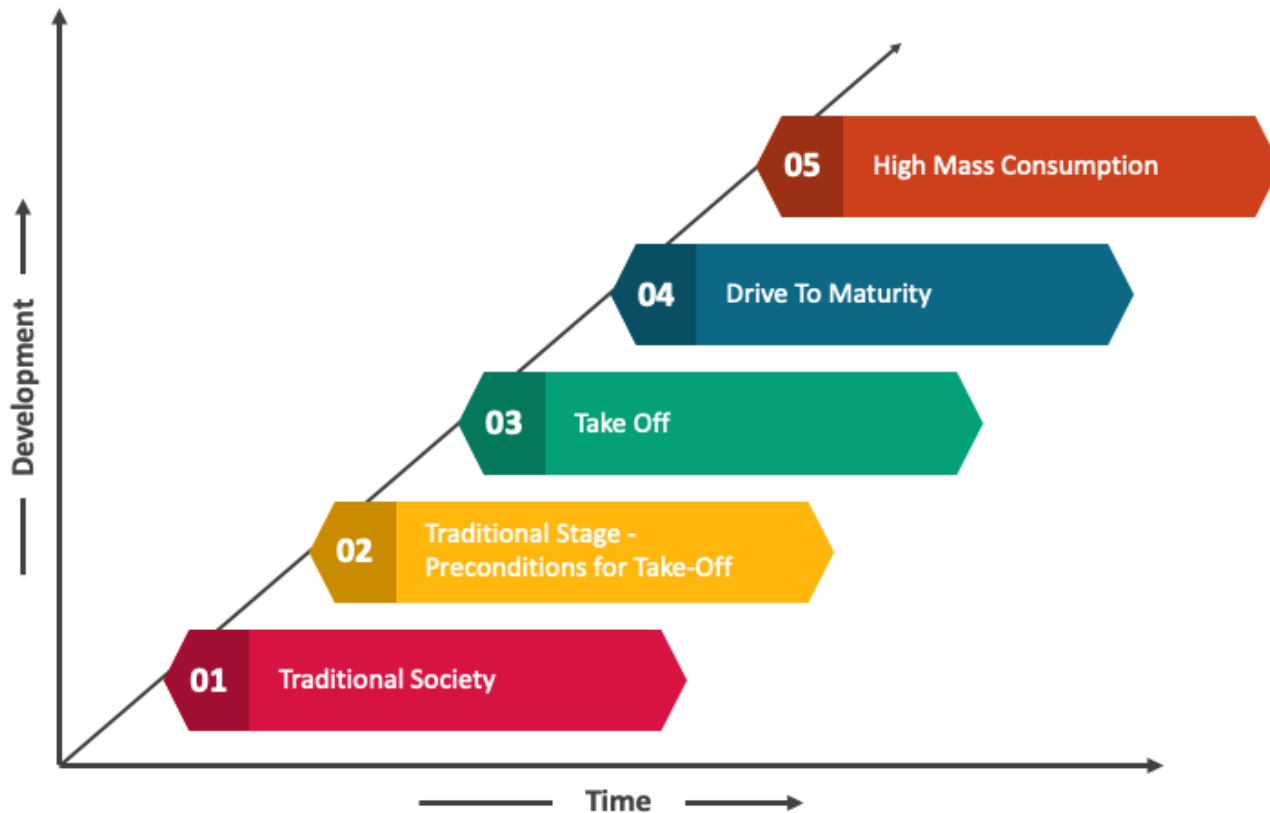 05 High Mass Consumption
04 Drive To Maturity
03 Take Off
02 Traditional Stage -
Preconditions for Take-Off
01 Traditional Society
Development
Time